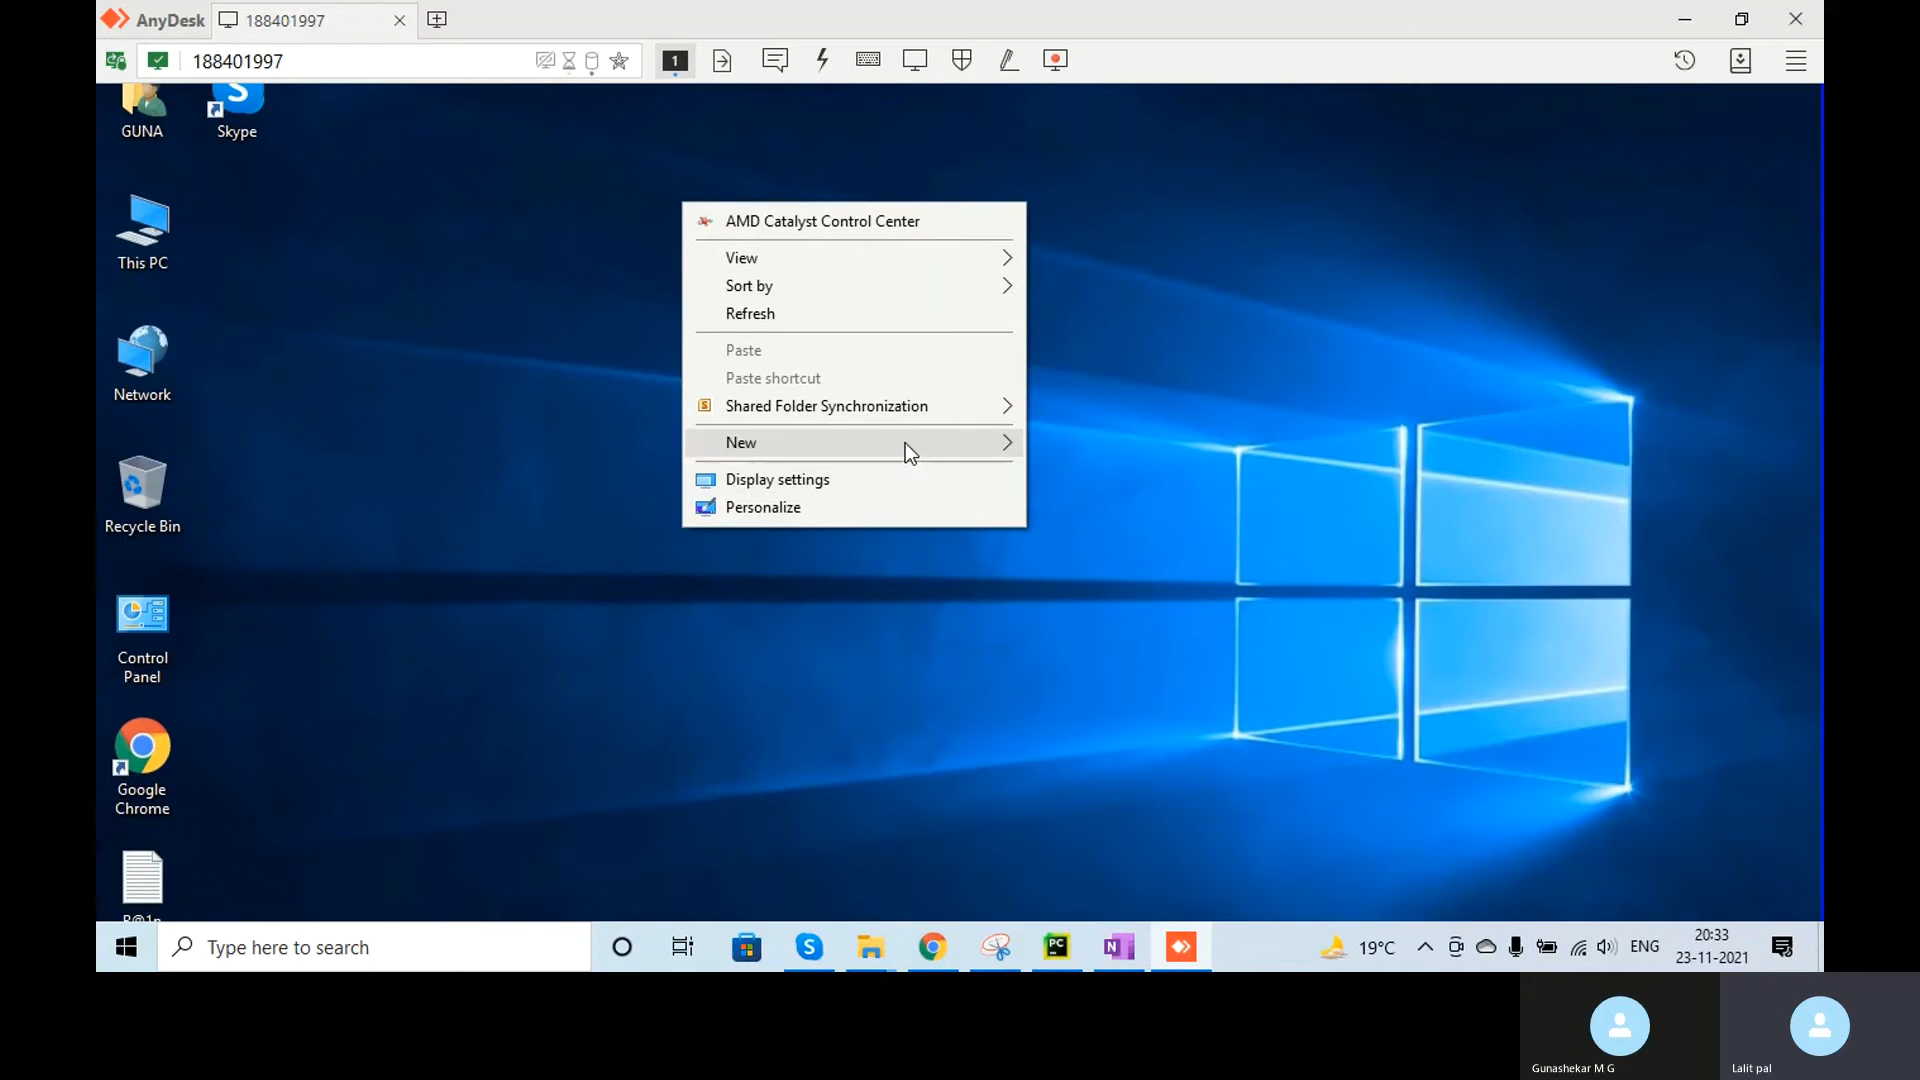 AnyDesk
188401997
188401997
1
GUNA
Skype
This PC
Network
Recycle Bin
Control
Panel
Google
Chrome
R@1n
AMD Catalyst Control Center
View
Sort by
Refresh
Paste
Paste shortcut
Shared Folder Synchronization
New
Display settings
Personalize
Type here to search
19°C
ENG
20:33
23-11-2021
Gunashekar M G
Lalit pal